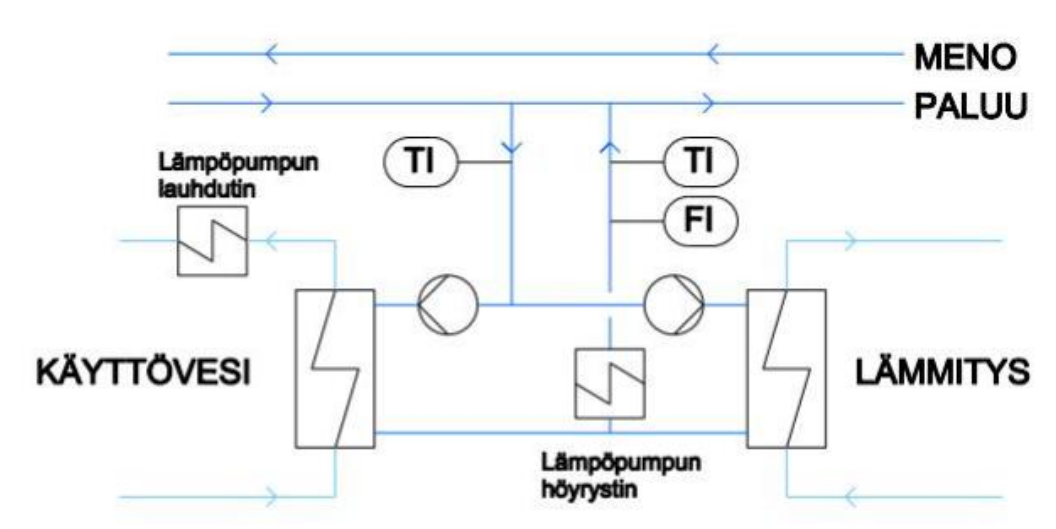 MENO
PALUU
Lämpöpumpun
lauhdutin
TI
TI
FI
KÄYTTÖVESI
LÄMMITYS
Lämpöpumpun
höyrystin